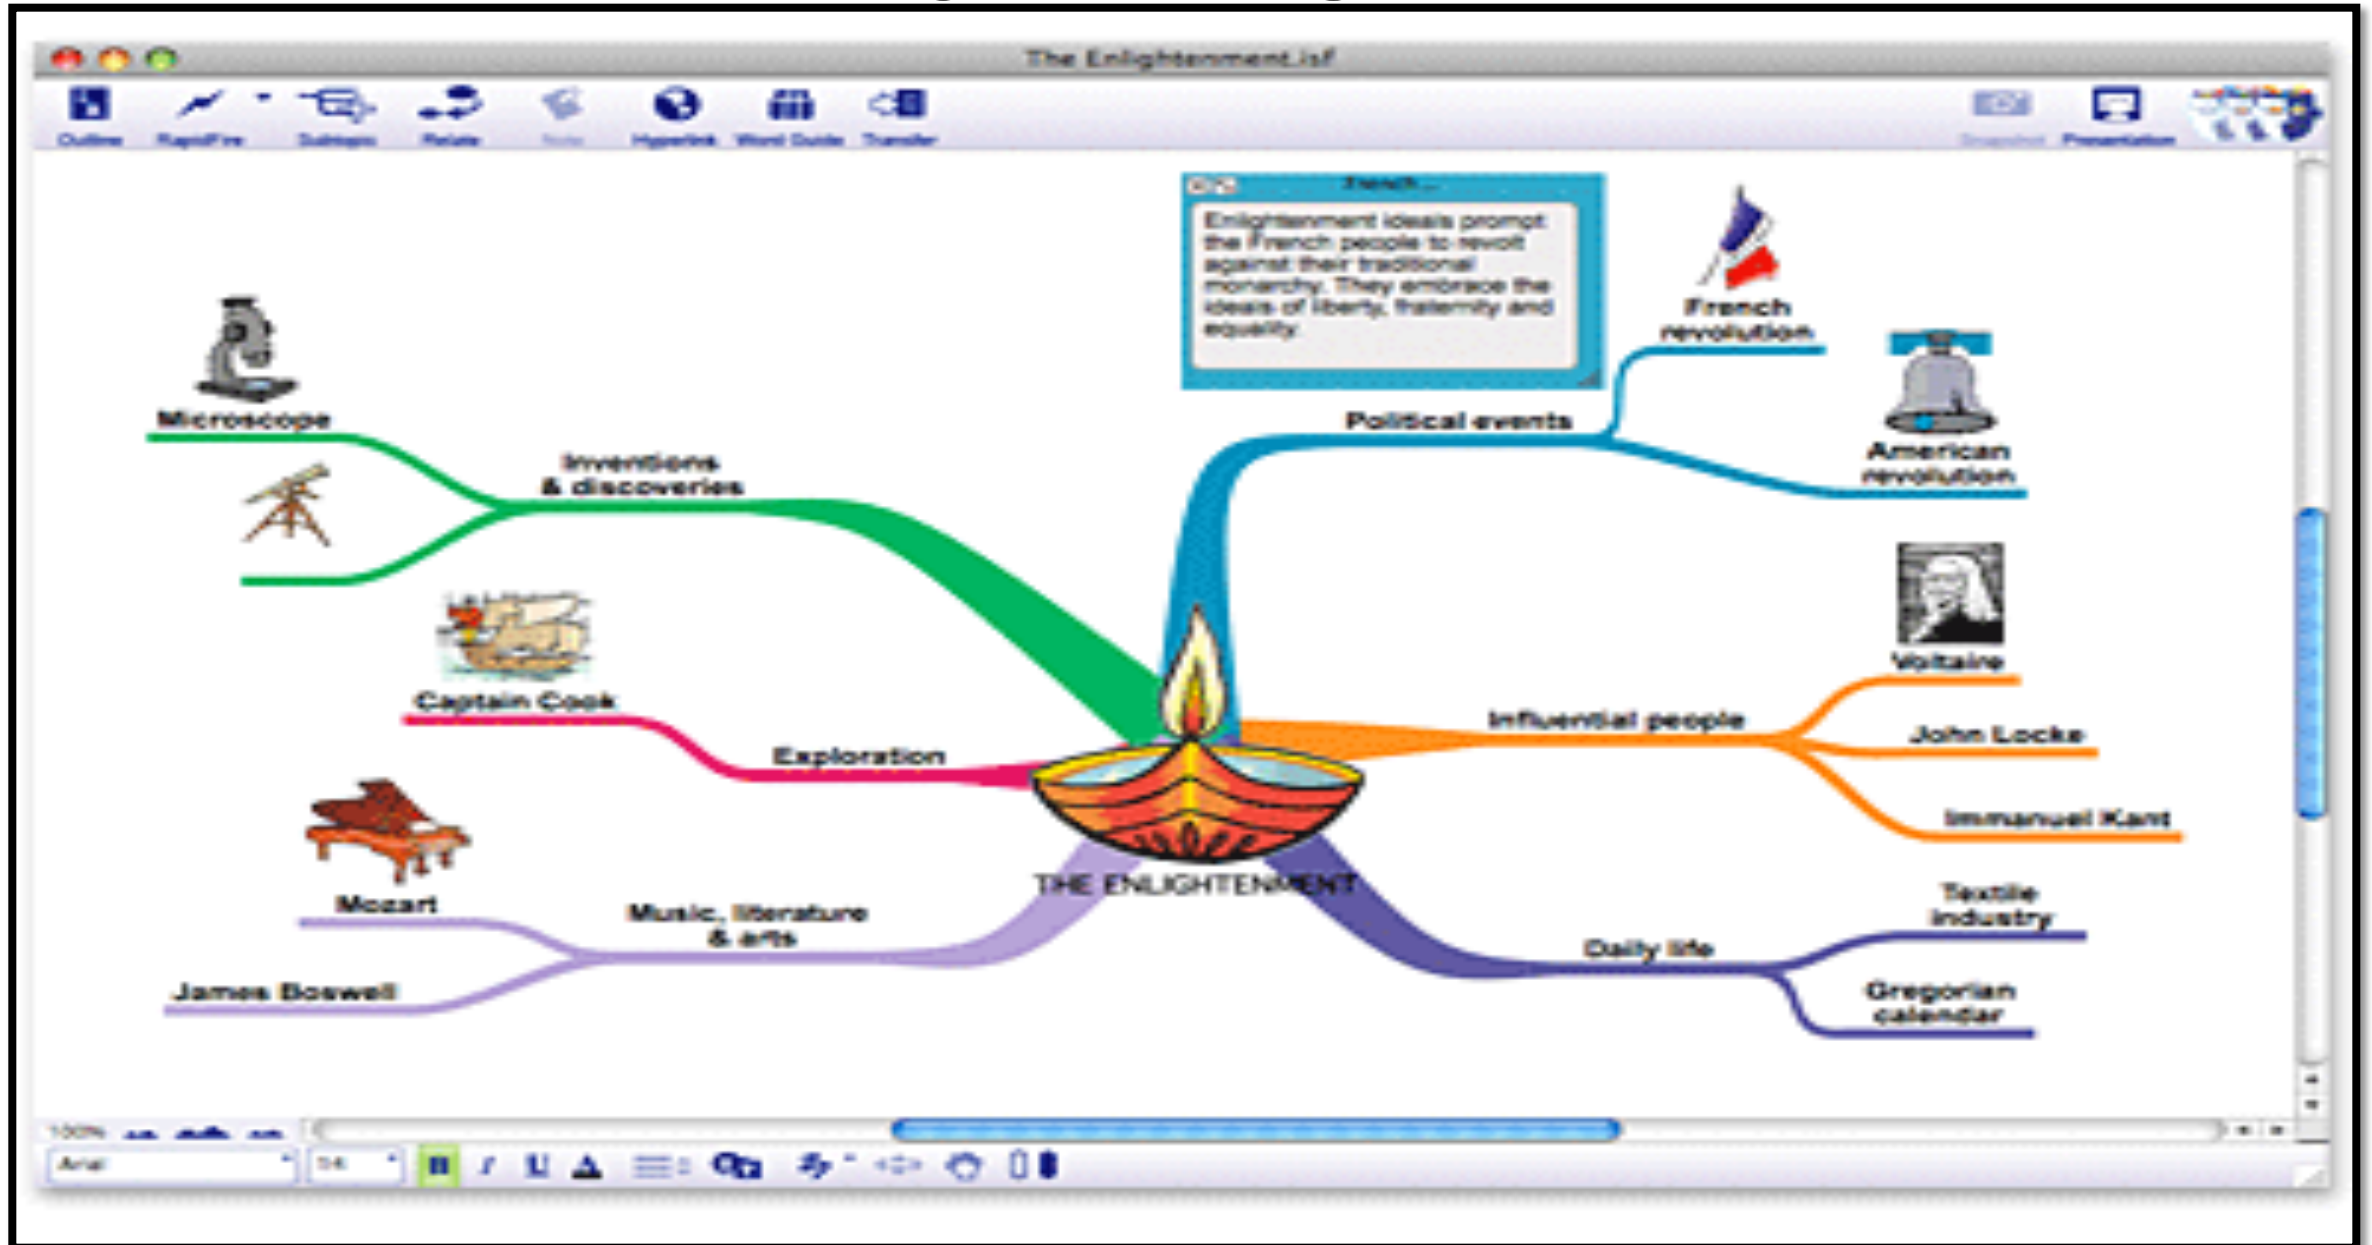 The Enlightenment.isf
Outline RapidFire Subtopic Relate Note Hyperlink Word Guide Transfer
Snapshot Presentation
French ...
Enlightenment ideals prompt
the French people to revolt
against their traditional
monarchy. They embrace the
ideals of liberty, fraternity and
equality.
French
revolution
American
revolution
Political events
Microscope
Inventions
& discoveries
Captain Cook
Exploration
Mozart
Music, literature
& arts
James Boswell
THE ENLIGHTENMENT
Voltaire
Influential people
John Locke
Immanuel Kant
Textile
industry
Daily life
Gregorian
calendar
100%
Arial
B I U A